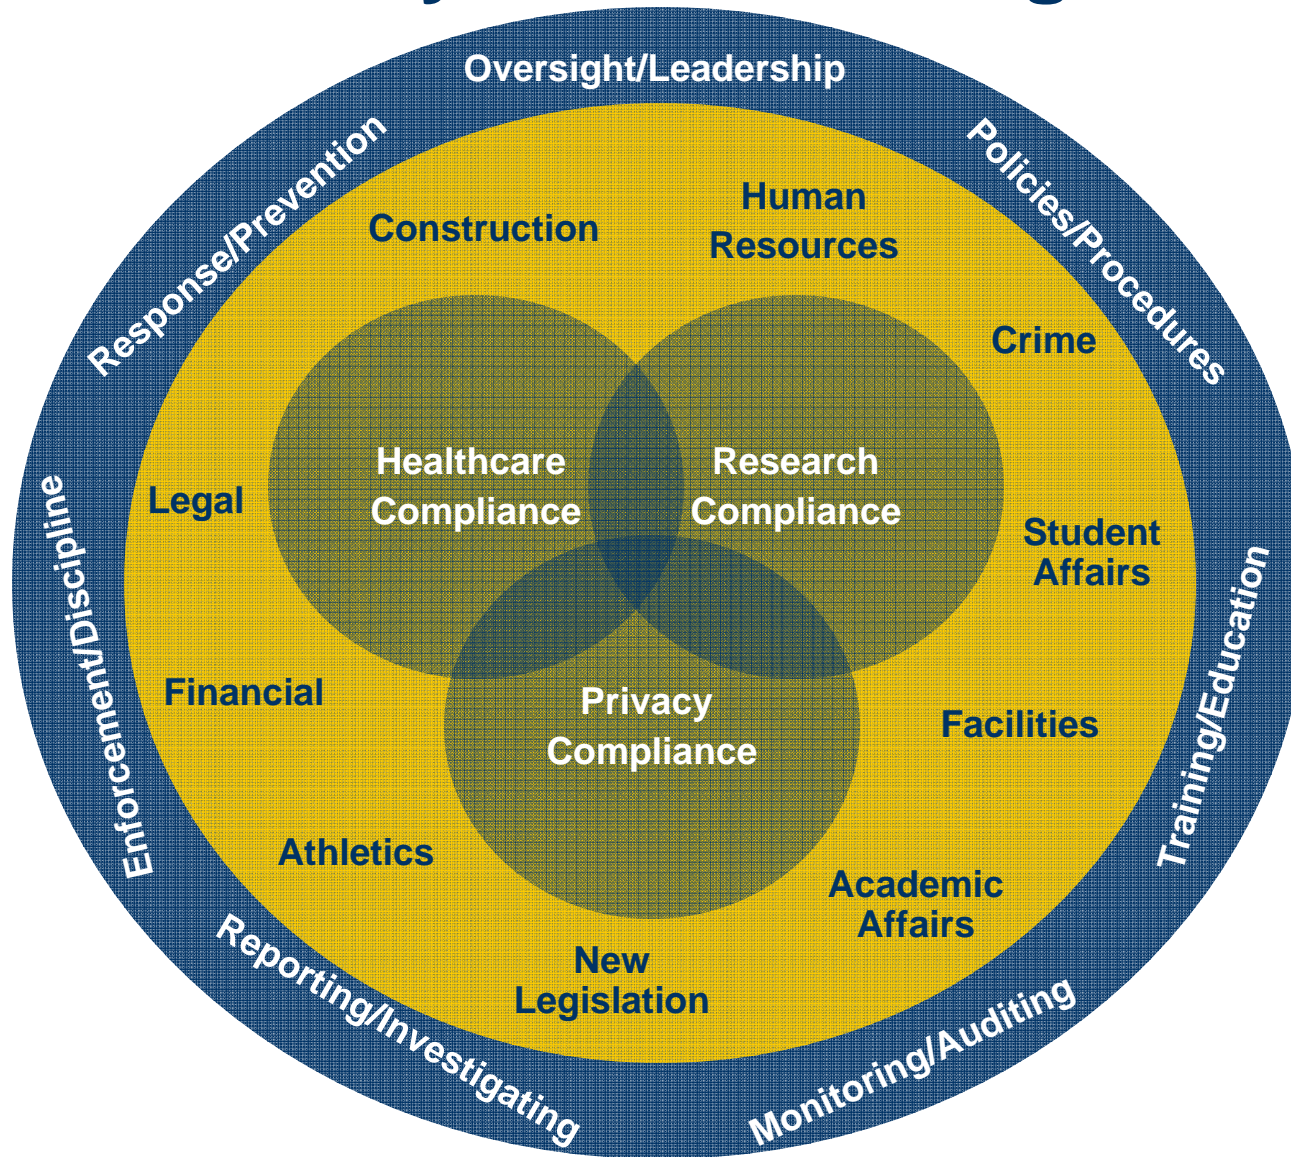 Oversight/Leadership
Policies/Procedures
Response/Prevention
Human
Resources
Construction
Crime
Healthcare
Compliance
Research
Compliance
Legal
Student
Affairs
Enforcement/Discipline
Training/Education
Financial
Privacy
Compliance
Facilities
Athletics
Academic
Affairs
New
Legislation
Reporting/Investigating
Monitoring/Auditing